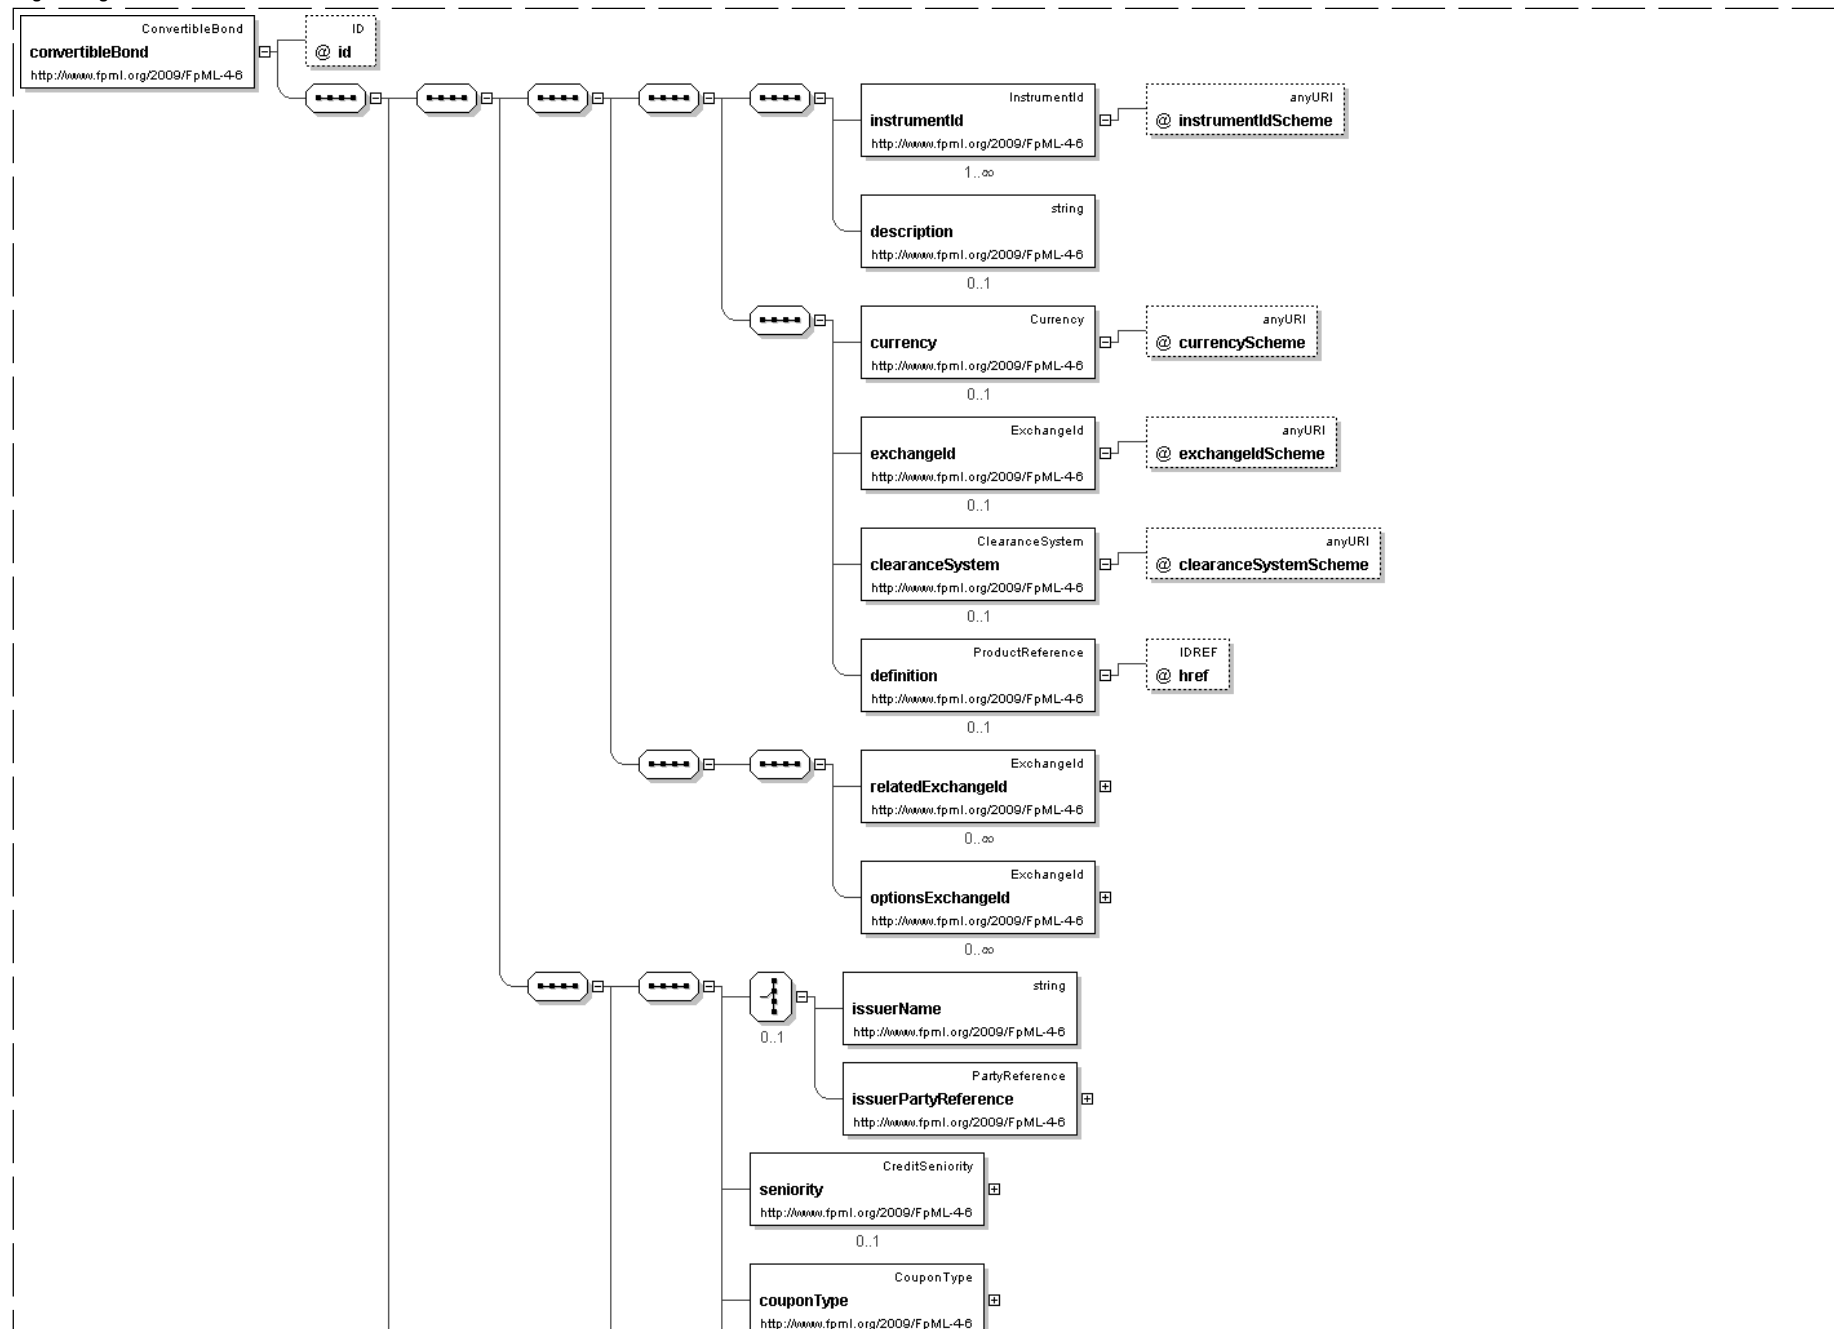 ConvertibleBond
convertibleBond
http://www.fpml.org/2009/FpML-4-6
ID
@ id
InstrumentId
instrumentId
http://www.fpml.org/2009/FpML-4-6
1..∞
anyURI
@ instrumentIdScheme
string
description
http://www.fpml.org/2009/FpML-4-6
0..1
Currency
currency
http://www.fpml.org/2009/FpML-4-6
0..1
anyURI
@ currencyScheme
ExchangeId
exchangeId
http://www.fpml.org/2009/FpML-4-6
0..1
anyURI
@ exchangeIdScheme
ClearanceSystem
clearanceSystem
http://www.fpml.org/2009/FpML-4-6
0..1
anyURI
@ clearanceSystemScheme
ProductReference
definition
http://www.fpml.org/2009/FpML-4-6
0..1
IDREF
@ href
ExchangeId
relatedExchangeId
http://www.fpml.org/2009/FpML-4-6
0..∞
ExchangeId
optionsExchangeId
http://www.fpml.org/2009/FpML-4-6
0..∞
0..1
string
issuerName
http://www.fpml.org/2009/FpML-4-6
PartyReference
issuerPartyReference
http://www.fpml.org/2009/FpML-4-6
CreditSeniority
seniority
http://www.fpml.org/2009/FpML-4-6
0..1
CouponType
couponType
http://www.fpml.org/2009/FpML-4-6